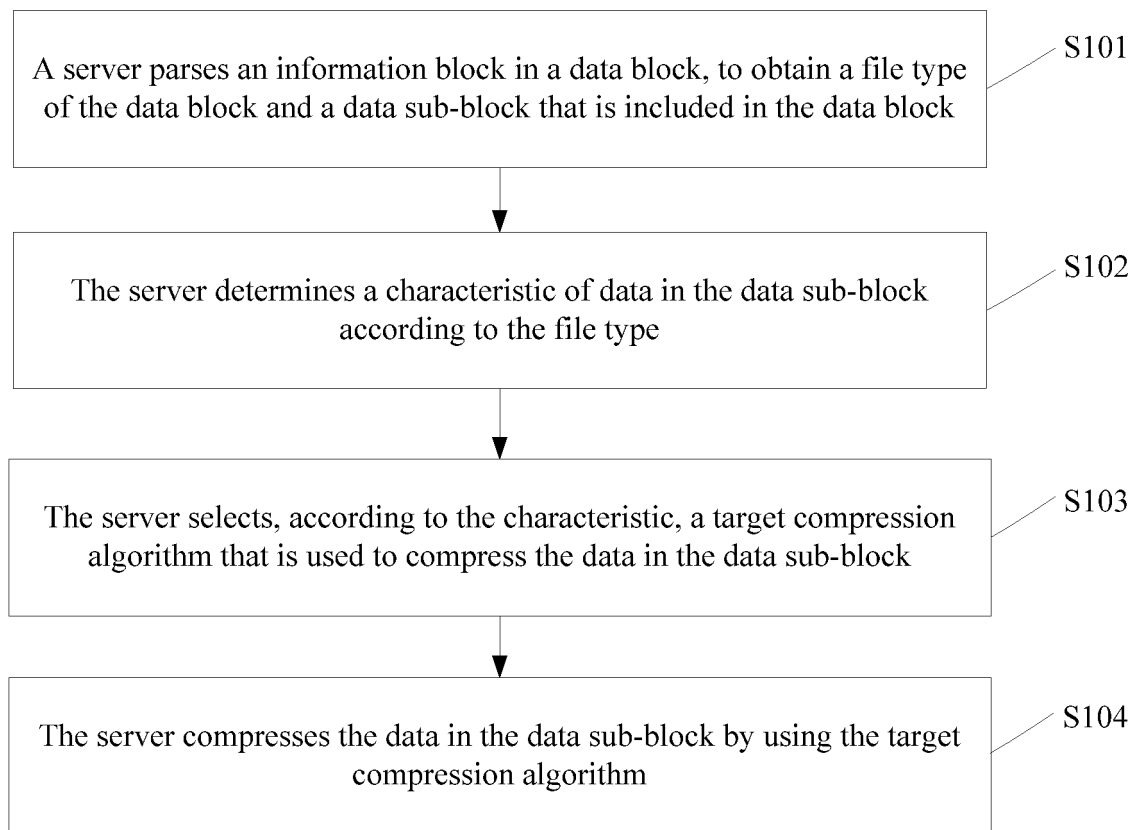 A server parses an information block in a data block, to obtain a file type
of the data block and a data sub-block that is included in the data block
S101
The server determines a characteristic of data in the data sub-block
according to the file type
S102
The server selects, according to the characteristic, a target compression
algorithm that is used to compress the data in the data sub-block
S103
The server compresses the data in the data sub-block by using the target
compression algorithm
S104